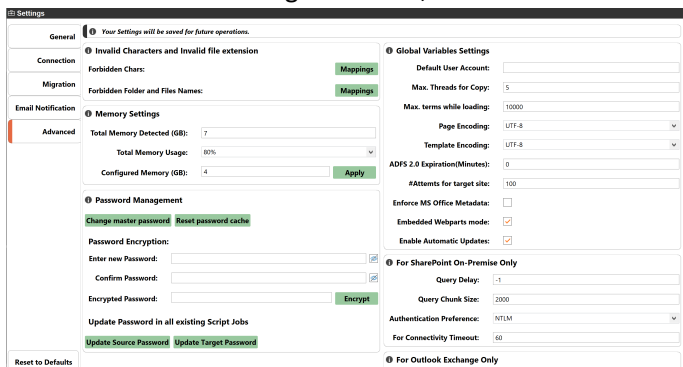 Settings
Your Settings will be saved for future operations.
General
Connection
Migration
Email Notification
Advanced
Reset to Defaults
Invalid Characters and Invalid file extension
Forbidden Chars: Mappings
Forbidden Folder and Files Names: Mappings
Memory Settings
Total Memory Detected (GB): 7
Total Memory Usage: 80%
Configured Memory (GB): 4 Apply
Password Management
Change master password Reset password cache
Password Encryption:
Enter new Password:
Confirm Password:
Encrypted Password: Encrypt
Update Password in all existing Script Jobs
Update Source Password Update Target Password
Global Variables Settings
Default User Account:
Max. Threads for Copy: 5
Max. terms while loading: 10000
Page Encoding: UTF-8
Template Encoding: UTF-8
ADFS 2.0 Expiration(Minutes): 0
#Attemts for target site: 100
Enforce MS Office Metadata:
Embedded Webparts mode:
Enable Automatic Updates:
For SharePoint On-Premise Only
Query Delay: -1
Query Chunk Size: 2000
Authentication Preference: NTLM
For Connectivity Timeout: 60
For Outlook Exchange Only